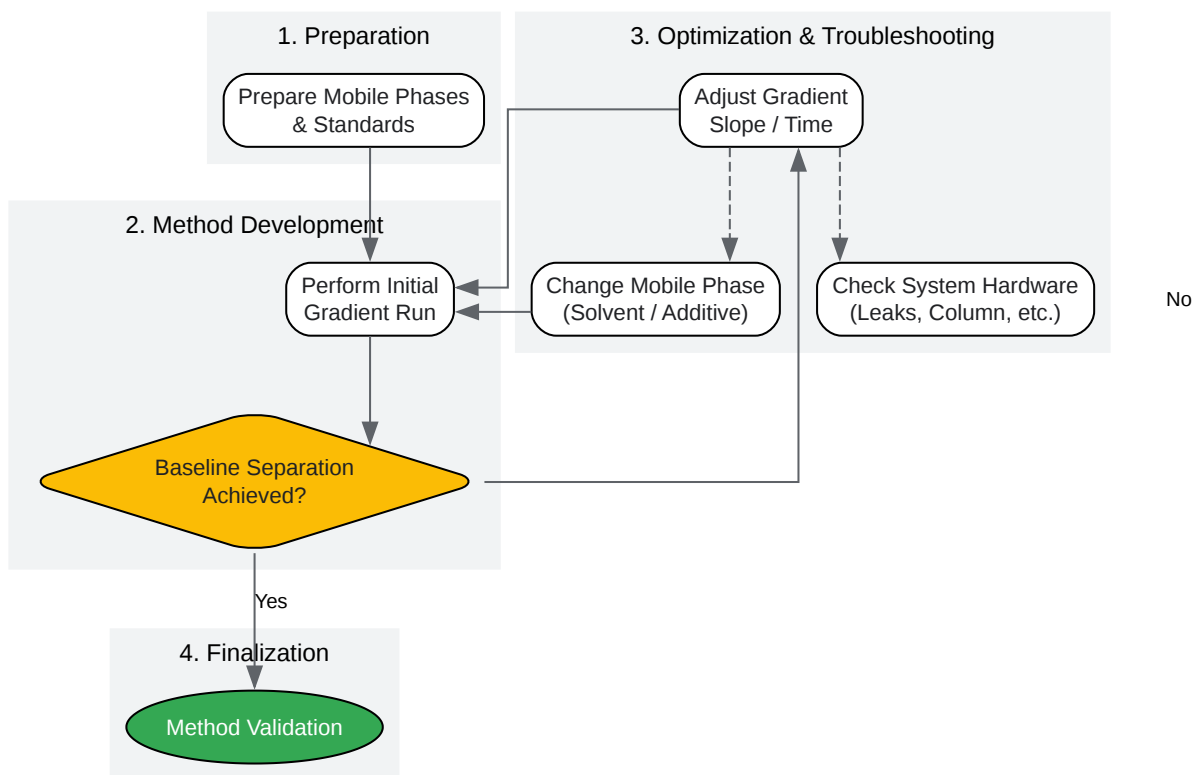 1. Preparation
Prepare Mobile Phases
& Standards
2. Method Development
Perform Initial
Gradient Run
Baseline Separation
Achieved?
Yes
3. Optimization & Troubleshooting
Adjust Gradient
Slope / Time
Change Mobile Phase
(Solvent / Additive)
Check System Hardware
(Leaks, Column, etc.)
No
4. Finalization
Method Validation